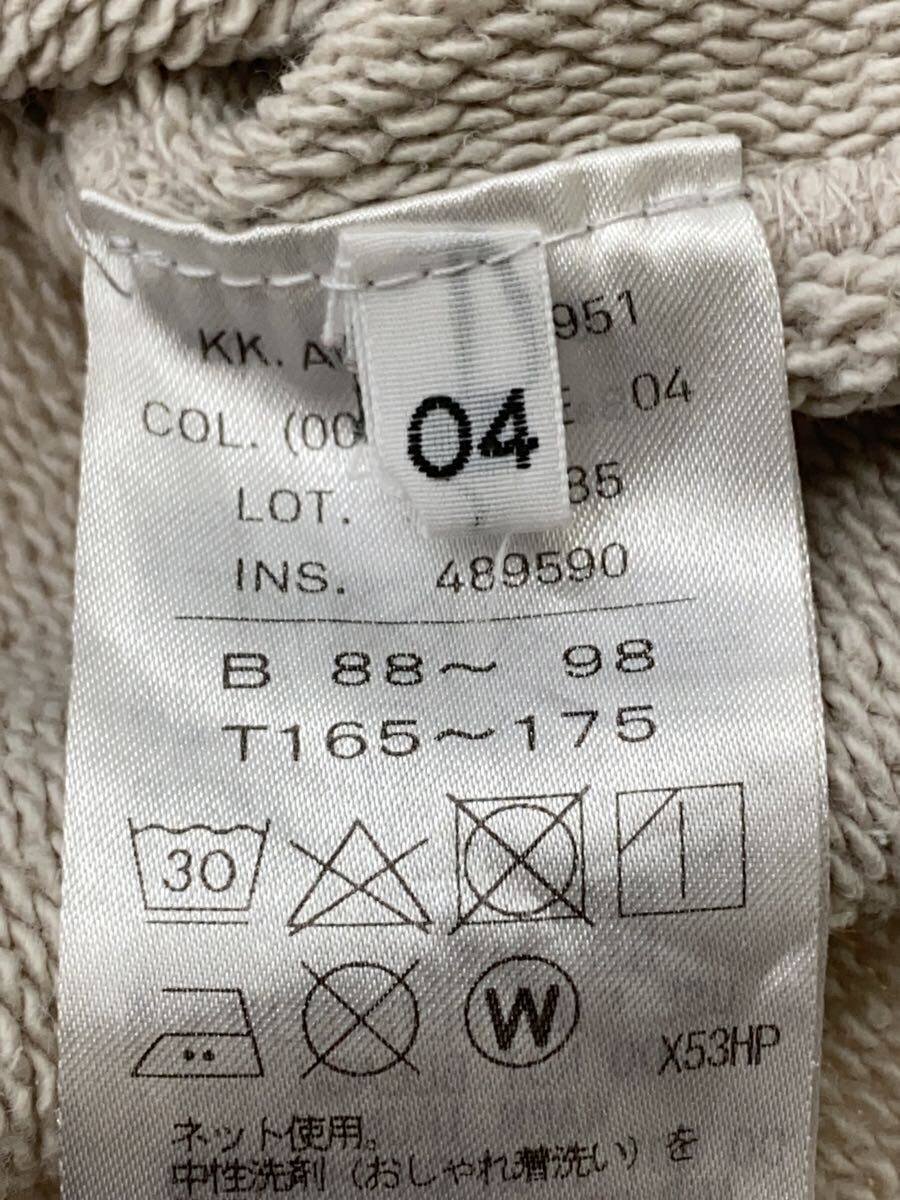 KK.
951
COL. (00
04
04
LOT.
35
INS. 489590
B 88～ 98
T165～175
30
W
X53HP
ネット使用。
中性洗剤（おしゃれ着洗い）を